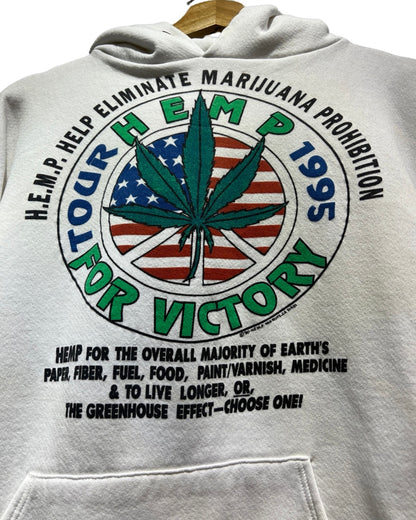 H.E.M.P. HELP ELIMINATE MARIJUANA PROHIBITION
HEMP
TOUR 1995
FOR VICTORY
HEMP FOR THE OVERALL MAJORITY OF EARTH'S
PAPER, FIBER, FUEL, FOOD, PAINT/VARNISH, MEDICINE
& TO LIVE LONGER, OR,
THE GREENHOUSE EFFECT—CHOOSE ONE!